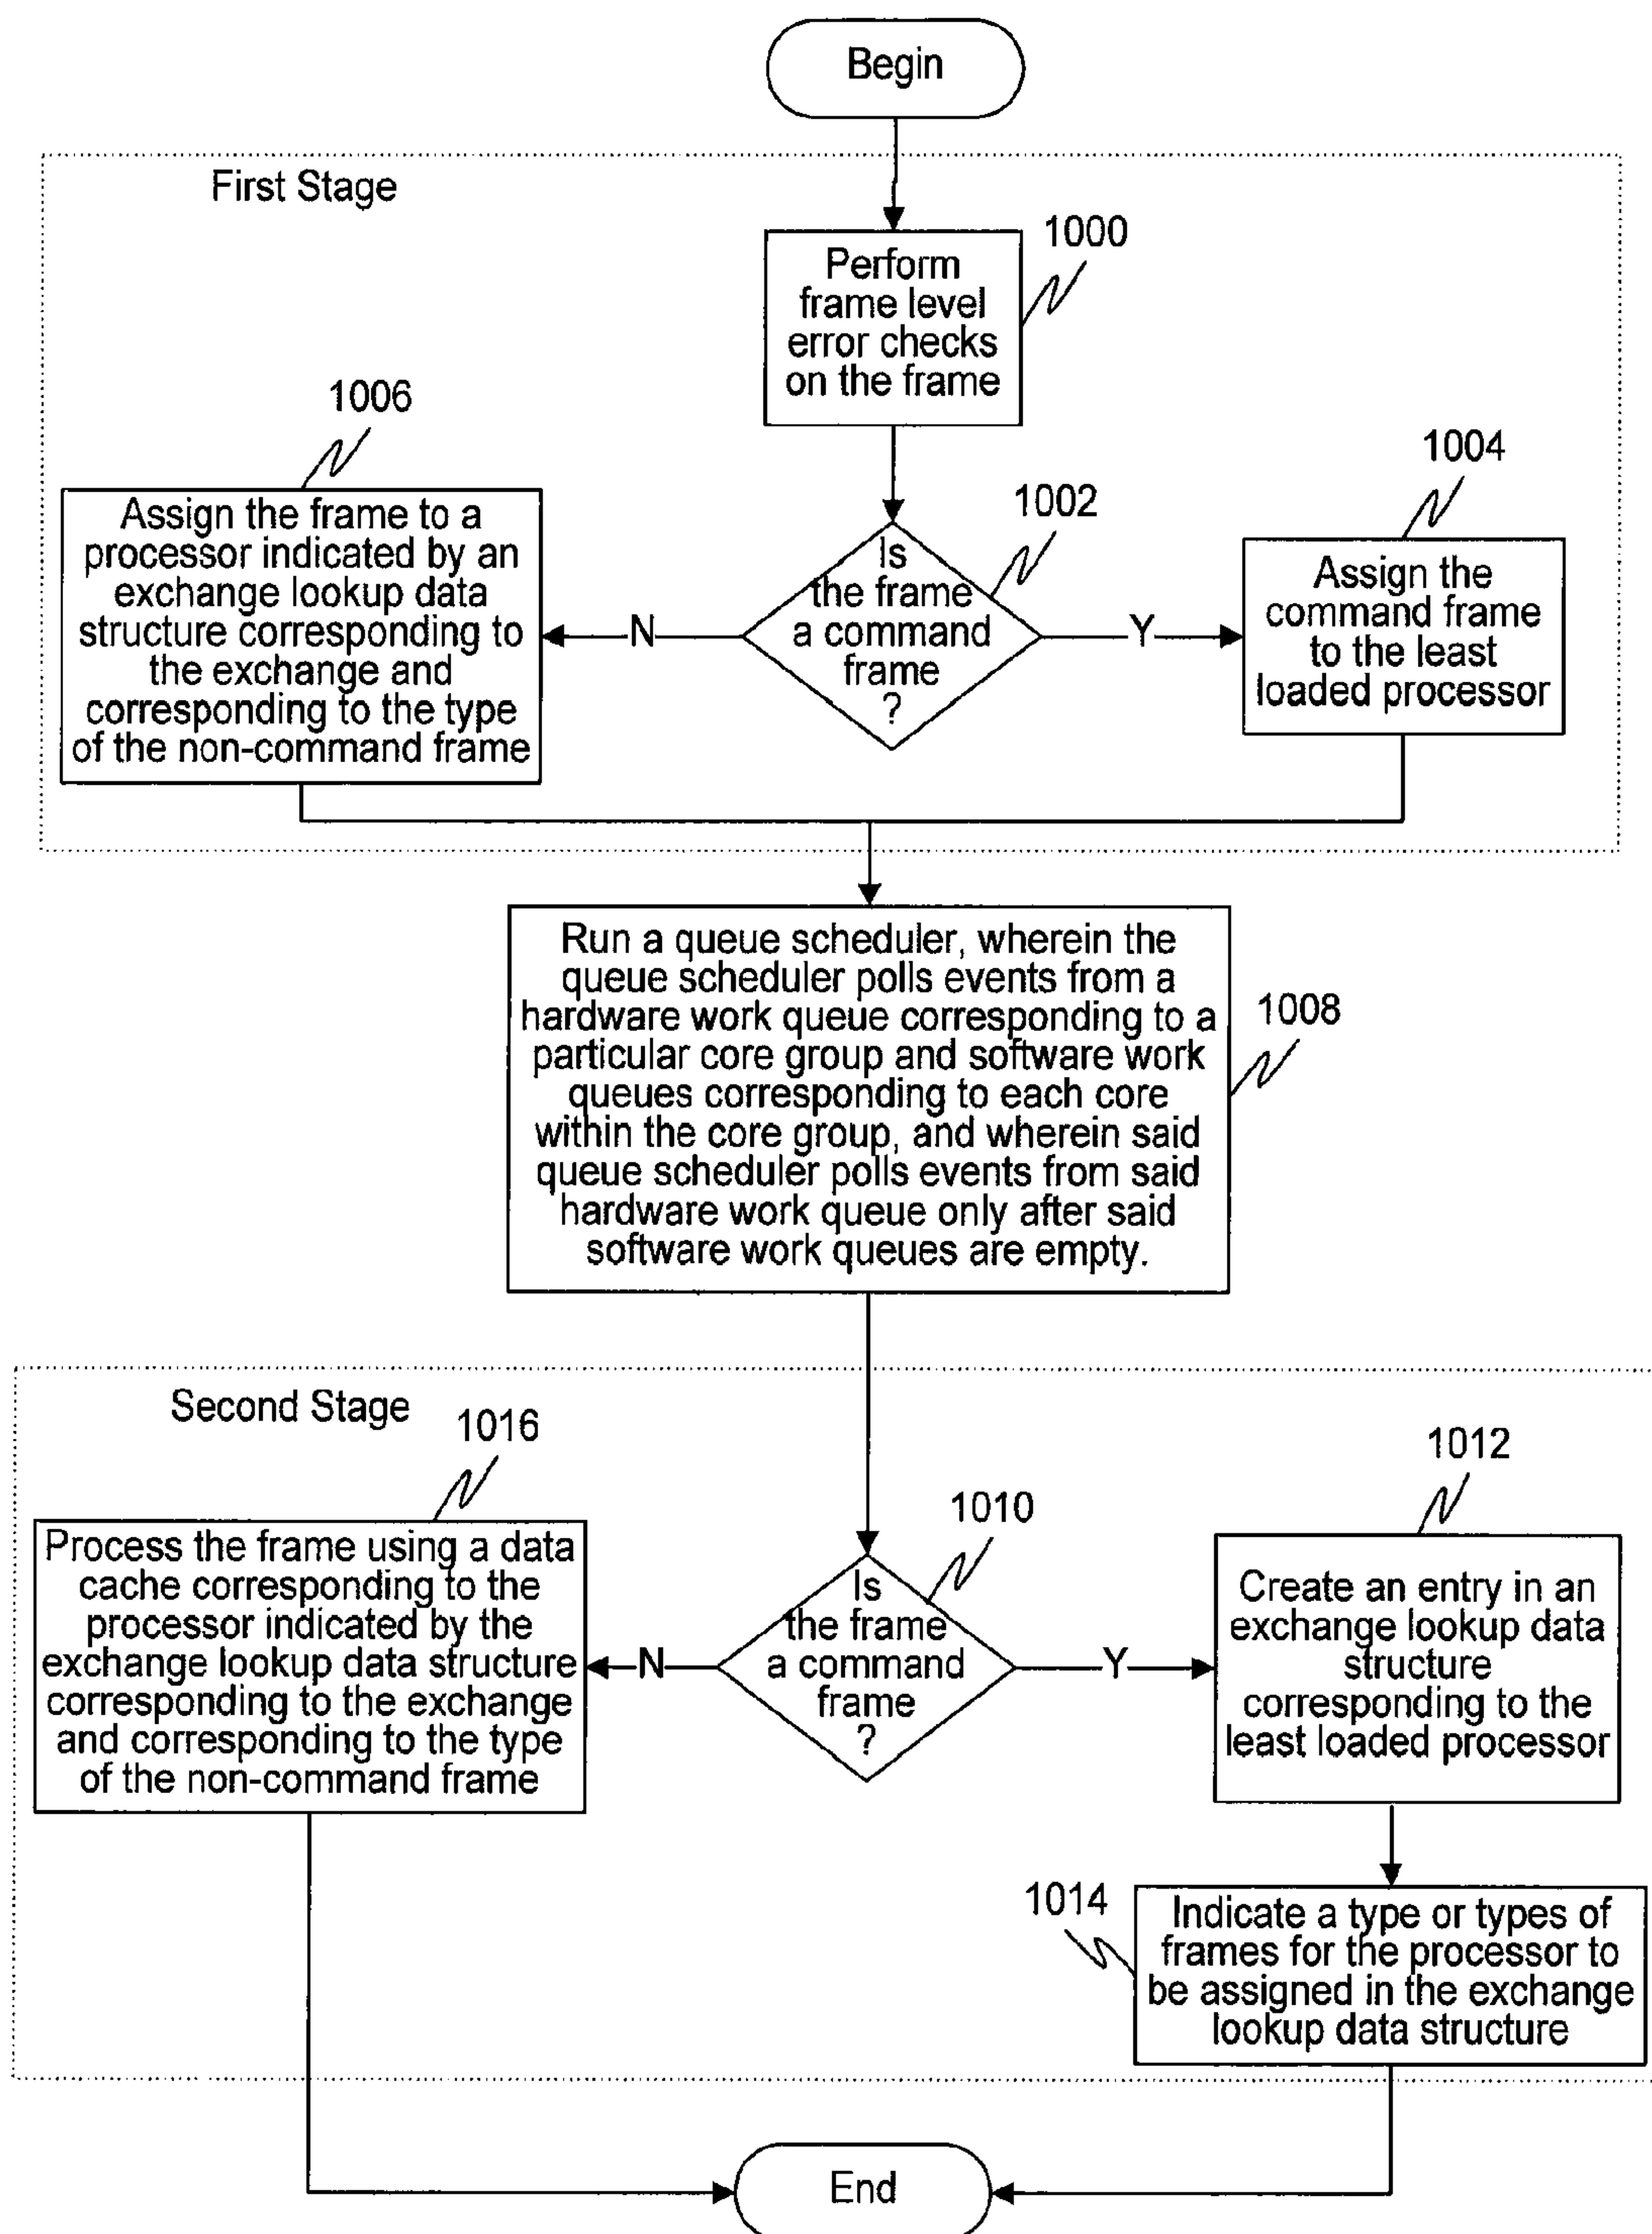 Begin
First Stage
1000
Perform
frame level
error checks
on the frame
1006
Assign the frame to a
processor indicated by an
exchange lookup data
structure corresponding to
the exchange and
corresponding to the type
of the non-command frame
N
1002
Is
the frame
a command
frame
?
Y
1004
Assign the
command frame
to the least
loaded processor
Run a queue scheduler, wherein the
queue scheduler polls events from a
hardware work queue corresponding to a
particular core group and software work
queues corresponding to each core
within the core group, and wherein said
queue scheduler polls events from said
hardware work queue only after said
software work queues are empty.
1008
Second Stage
1016
Process the frame using a data
cache corresponding to the
processor indicated by the
exchange lookup data structure
corresponding to the exchange
and corresponding to the type
of the non-command frame
N
1010
Is
the frame
a command
frame
?
Y
1012
Create an entry in an
exchange lookup data
structure
corresponding to the
least loaded processor
1014
Indicate a type or types of
frames for the processor to
be assigned in the exchange
lookup data structure
End